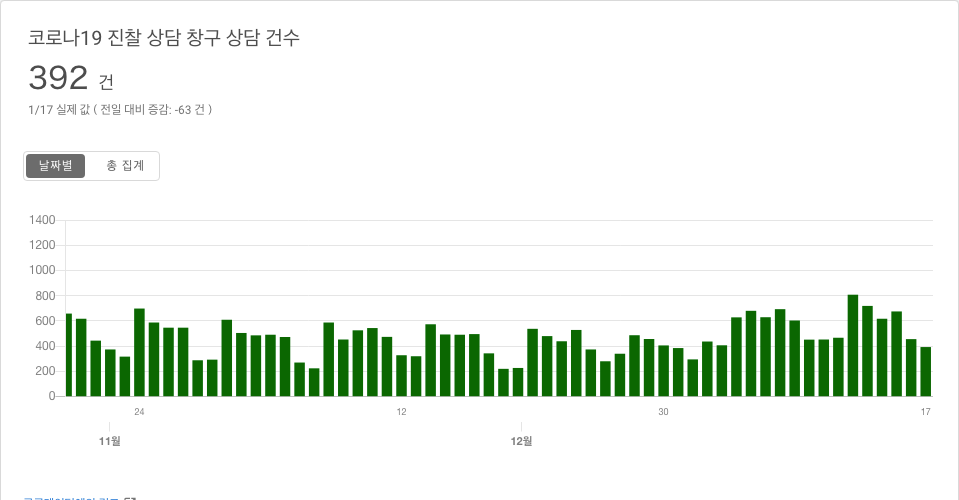 코로나19 진찰 상담 창구 상담 건수
392 건
1/17 실제 값 ( 전일 대비 증감: -63 건 )
날짜별 총 집계
1400
1200
1000
800
600
400
200
0
24 12 30 17
11월 12월